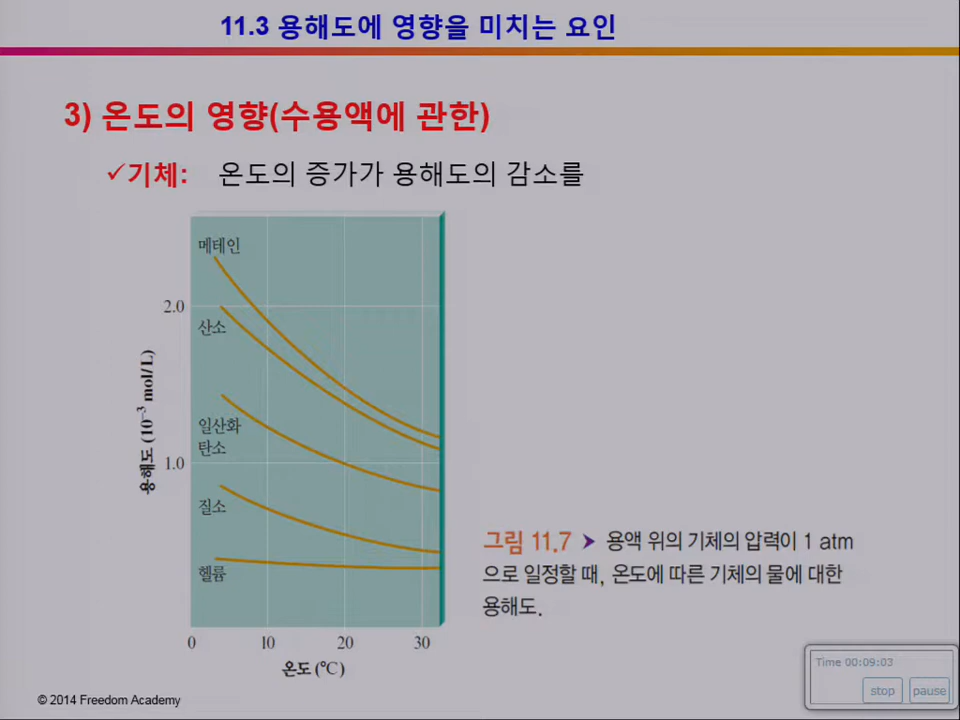 11.3 용해도에 영향을 미치는 요인
3) 온도의 영향(수용액에 관한)
✓기체: 온도의 증가가 용해도의 감소를
메테인
2.0
산소
일산화
탄소
1.0
질소
헬륨
용해도 (10⁻³ mol/L)
0 10 20 30
온도 (°C)
그림 11.7 ➤ 용액 위의 기체의 압력이 1 atm
으로 일정할 때, 온도에 따른 기체의 물에 대한
용해도.
Time 00:09:03
stop pause
© 2014 Freedom Academy